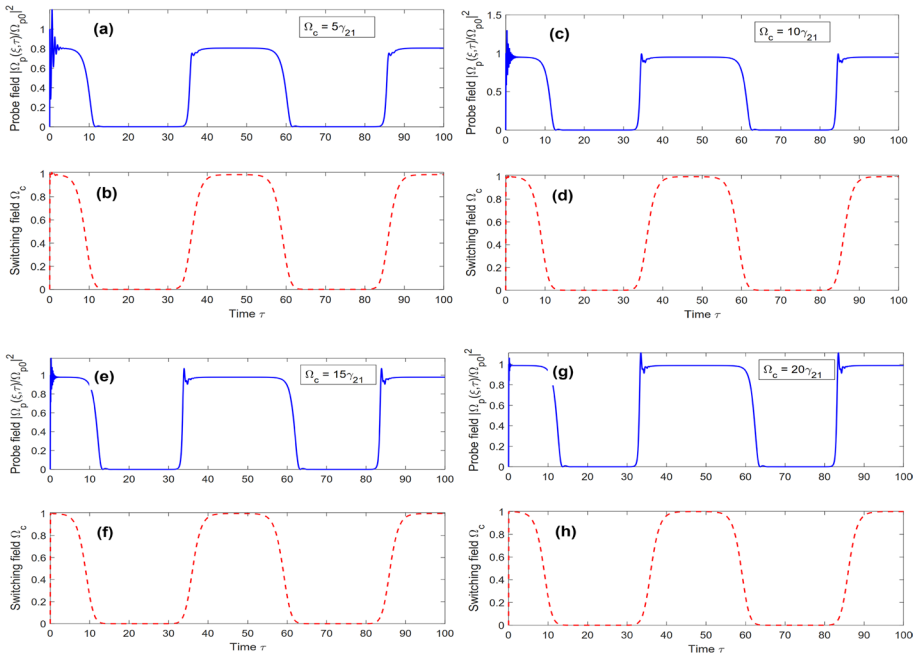 (a)
Ω_c = 5γ_21
Probe field |Ω_p(ξ,τ)/Ω_p0|^2
1
0.8
0.6
0.4
0.2
0
0 10 20 30 40 50 60 70 80 90 100
(c)
Ω_c = 10γ_21
Probe field |Ω_p(ξ,τ)/Ω_p0|^2
1.5
1
0.5
0
0 10 20 30 40 50 60 70 80 90 100
(b)
Switching field Ω_c
1
0.8
0.6
0.4
0.2
0
0 10 20 30 40 50 60 70 80 90 100
Time τ
(d)
Switching field Ω_c
1
0.8
0.6
0.4
0.2
0
0 10 20 30 40 50 60 70 80 90 100
Time τ
(e)
Ω_c = 15γ_21
Probe field |Ω_p(ξ,τ)/Ω_p0|^2
1
0.8
0.6
0.4
0.2
0
0 10 20 30 40 50 60 70 80 90 100
(g)
Ω_c = 20γ_21
Probe field |Ω_p(ξ,τ)/Ω_p0|^2
1
0.8
0.6
0.4
0.2
0
0 10 20 30 40 50 60 70 80 90 100
(f)
Switching field Ω_c
1
0.8
0.6
0.4
0.2
0
0 10 20 30 40 50 60 70 80 90 100
Time τ
(h)
Switching field Ω_c
1
0.8
0.6
0.4
0.2
0
0 10 20 30 40 50 60 70 80 90 100
Time τ